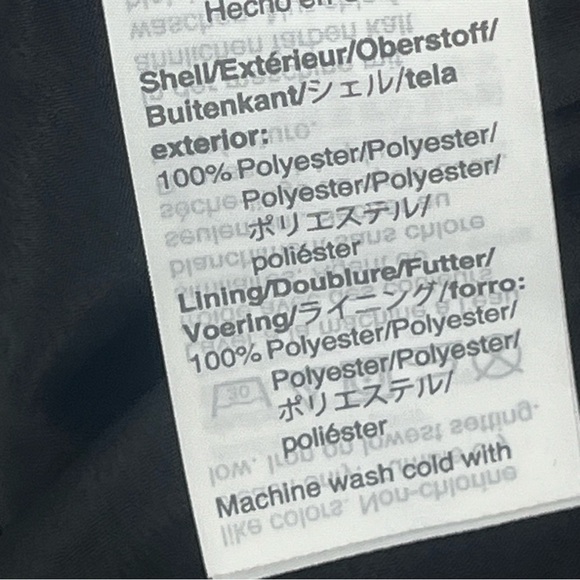 Hecho en
Shell/Extérieur/Oberstoff/
Buitenkant/シェル/tela
exterior:
100% Polyester/Polyester/
Polyester/Polyester/
ポリエステル/
poliéster
Lining/Doublure/Futter/
Voering/ライニング/forro:
100% Polyester/Polyester/
Polyester/Polyester/
ポリエステル/
poliéster
Machine wash cold with